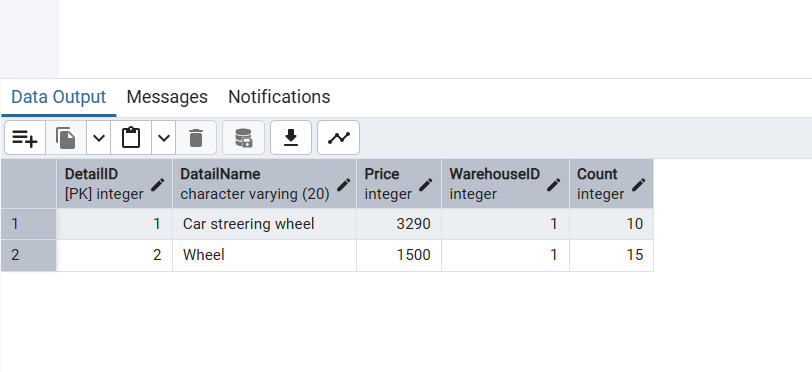 Data Output Messages Notifications
DetailID DatailName Price WarehouseID Count
[PK] integer character varying (20) integer integer integer
1 1 Car streering wheel 3290 1 10
2 2 Wheel 1500 1 15